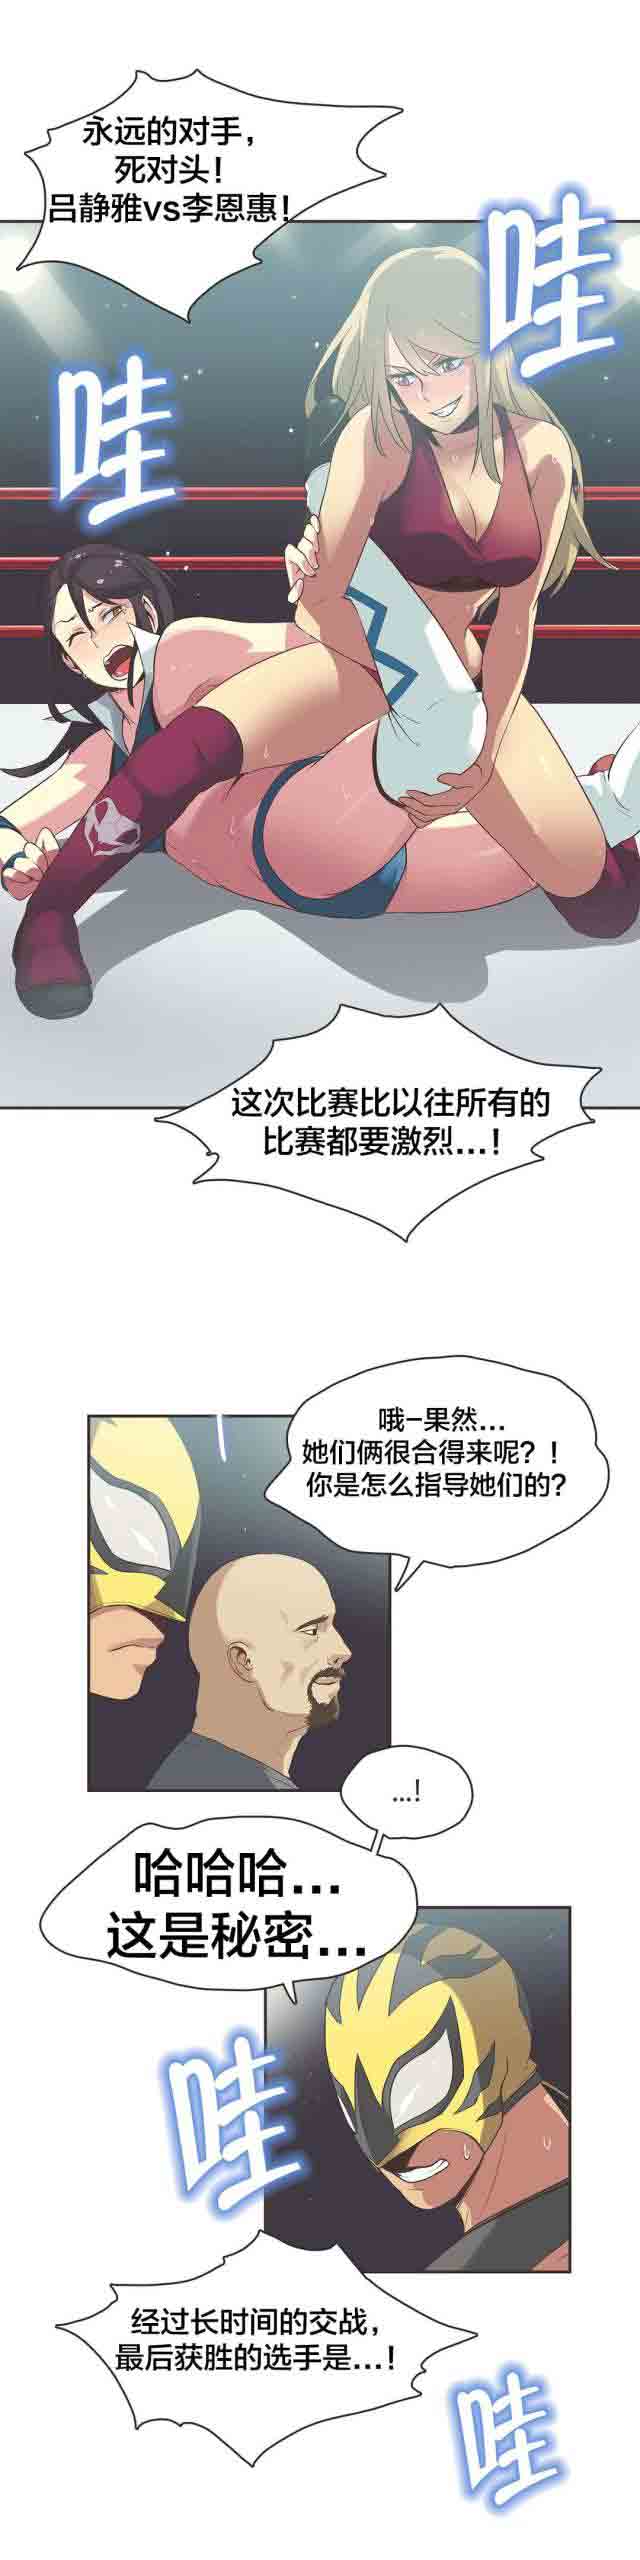 永远的对手，
死对头！
吕静雅vs李恩惠！
哇
哇
这次比赛比以往所有的
比赛都要激烈...！
哦-果然...
她们俩很合得来呢？！
你是怎么指导她们的？
...！
哈哈哈...
这是秘密...
哇
经过长时间的交战，
最后获胜的选手是...！
哇